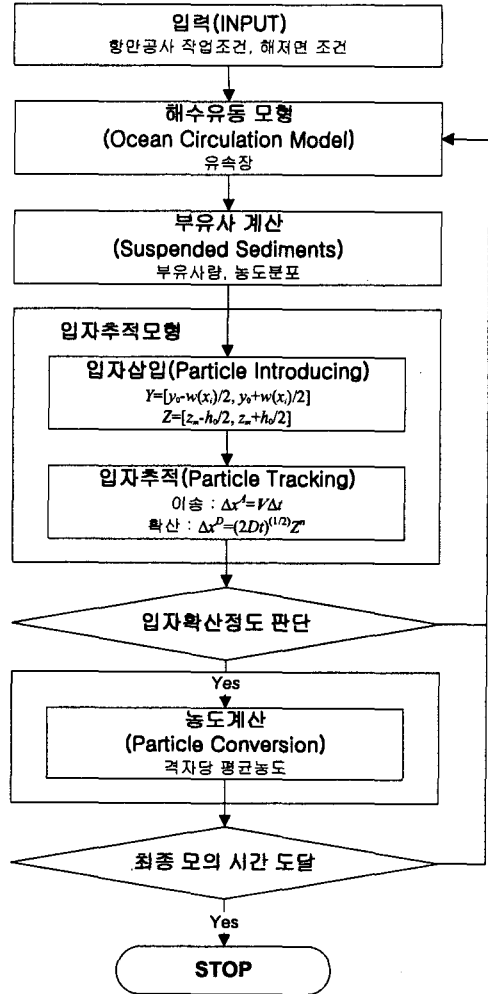 입력(INPUT)
항만공사 작업조건, 해저면 조건
해수유동 모형
(Ocean Circulation Model)
유속장
부유사 계산
(Suspended Sediments)
부유사량, 농도분포
입자추적모형
입자삽입(Particle Introducing)
Y=[y₀-w(xᵢ)/2, y₀+w(xᵢ)/2]
Z=[zₘ-h₀/2, zₘ+h₀/2]
입자추적(Particle Tracking)
이송 : Δxᴬ=VΔt
확산 : Δxᴰ=(2Dt)⁽¹/²⁾Zⁿ
입자확산정도 판단
Yes
농도계산
(Particle Conversion)
격자당 평균농도
최종 모의 시간 도달
Yes
STOP